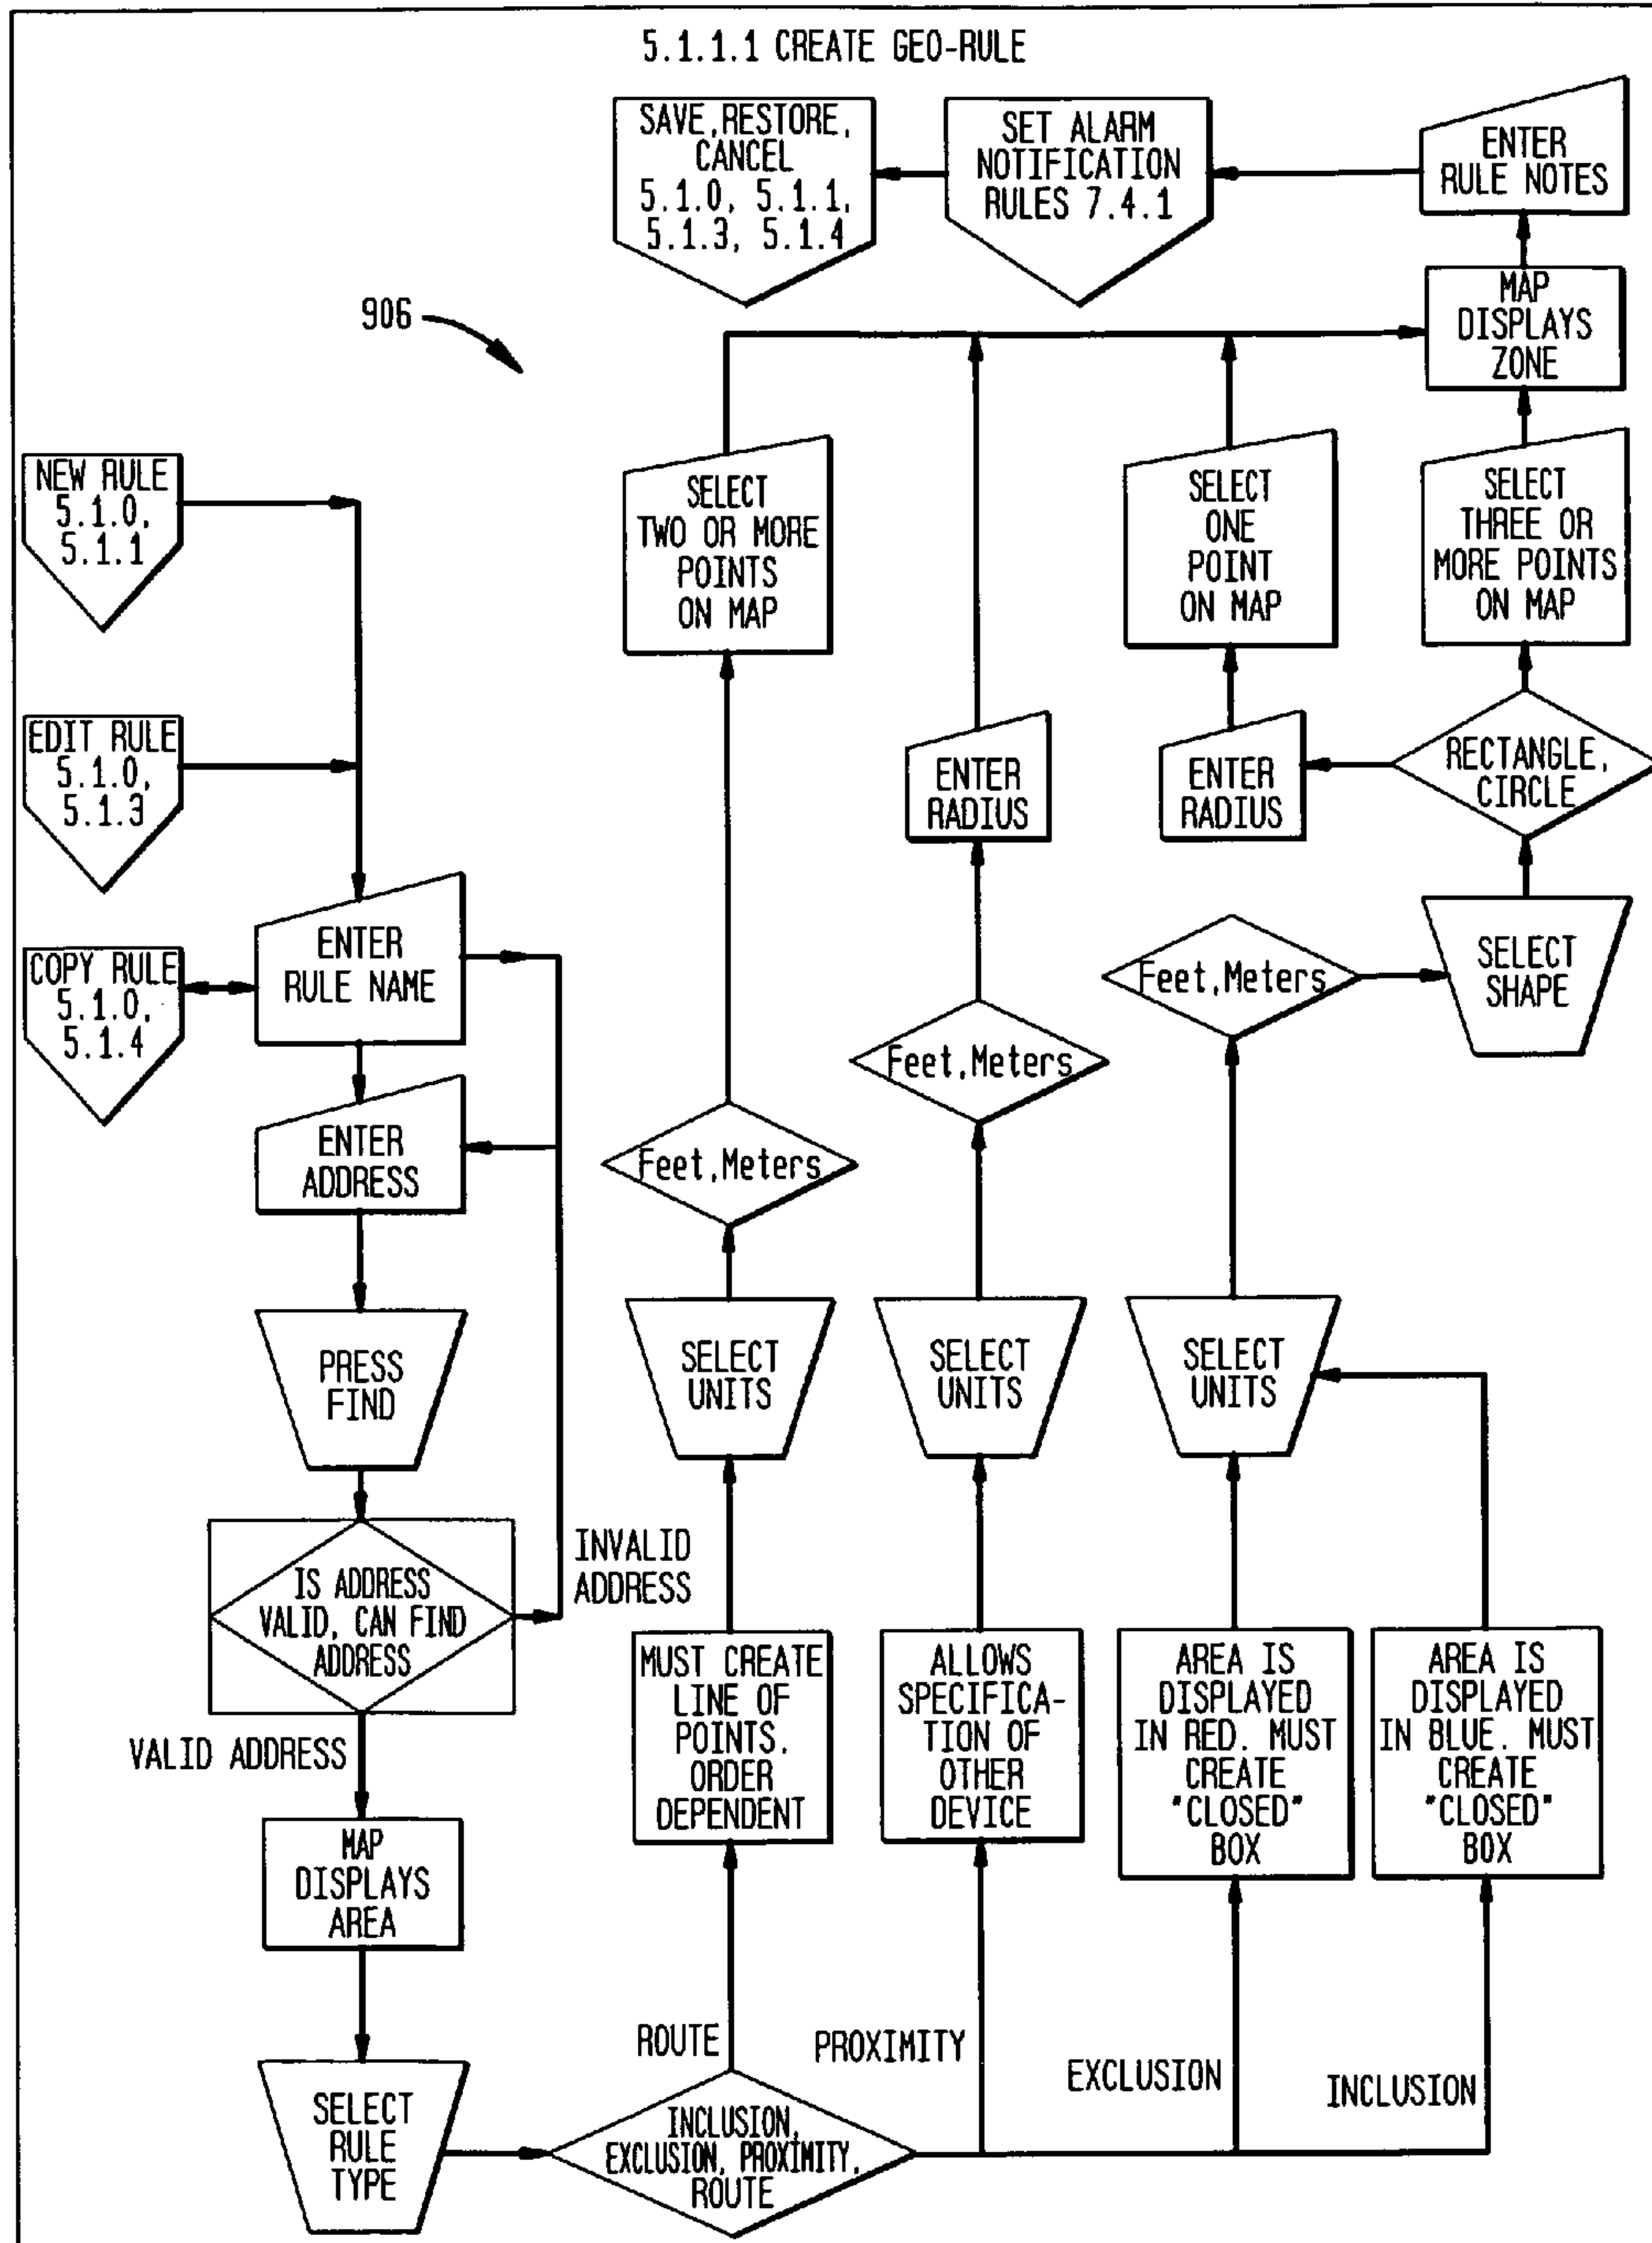 5.1.1.1 CREATE GEO-RULE
SAVE,RESTORE,
CANCEL
5.1.0, 5.1.1,
5.1.3, 5.1.4
SET ALARM
NOTIFICATION
RULES 7.4.1
ENTER
RULE NOTES
906
MAP
DISPLAYS
ZONE
NEW RULE
5.1.0,
5.1.1
SELECT
TWO OR MORE
POINTS
ON MAP
SELECT
ONE
POINT
ON MAP
SELECT
THREE OR
MORE POINTS
ON MAP
EDIT RULE
5.1.0,
5.1.3
ENTER
RADIUS
ENTER
RADIUS
RECTANGLE,
CIRCLE
COPY RULE
5.1.0,
5.1.4
ENTER
RULE NAME
Feet,Meters
SELECT
SHAPE
Feet,Meters
ENTER
ADDRESS
Feet,Meters
PRESS
FIND
SELECT
UNITS
SELECT
UNITS
SELECT
UNITS
IS ADDRESS
VALID, CAN FIND
ADDRESS
INVALID
ADDRESS
VALID ADDRESS
MUST CREATE
LINE OF
POINTS.
ORDER
DEPENDENT
ALLOWS
SPECIFICA-
TION OF
OTHER
DEVICE
AREA IS
DISPLAYED
IN RED. MUST
CREATE
"CLOSED"
BOX
AREA IS
DISPLAYED
IN BLUE. MUST
CREATE
"CLOSED"
BOX
MAP
DISPLAYS
AREA
ROUTE
PROXIMITY
EXCLUSION
INCLUSION
SELECT
RULE
TYPE
INCLUSION,
EXCLUSION, PROXIMITY,
ROUTE